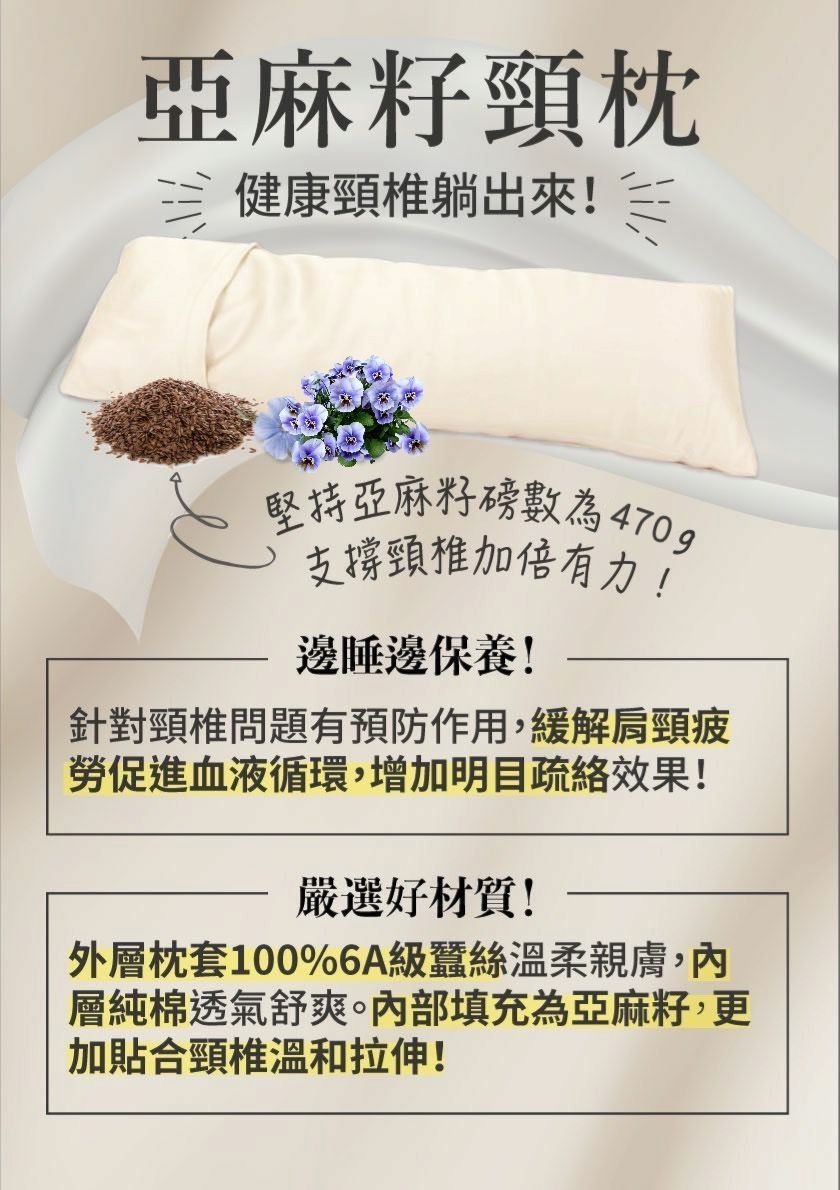 亞麻籽頸枕
健康頸椎躺出來!
堅持亞麻籽磅數為470g
支撐頸椎加倍有力!
邊睡邊保養!
針對頸椎問題有預防作用,緩解肩頸疲
勞促進血液循環,增加明目疏絡效果!
嚴選好材質!
外層枕套100%6A級蠶絲溫柔親膚,內
層純棉透氣舒爽。內部填充為亞麻籽,更
加貼合頸椎溫和拉伸!